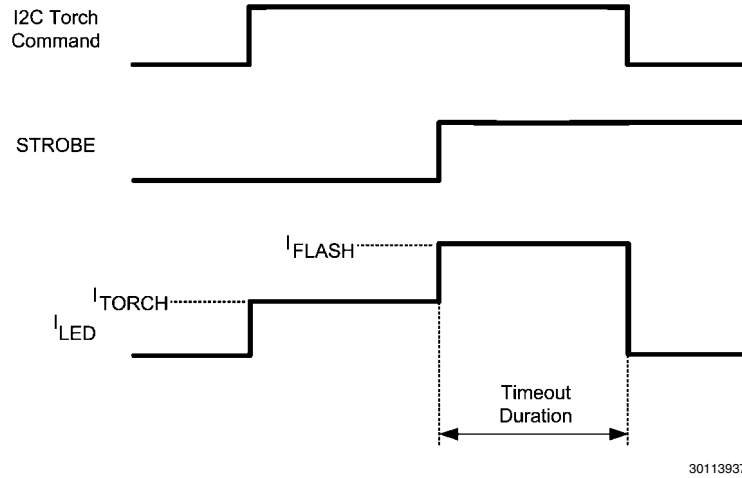 I2C Torch
Command
STROBE
IFLASH
ITORCH
ILED
Timeout
Duration
30113937